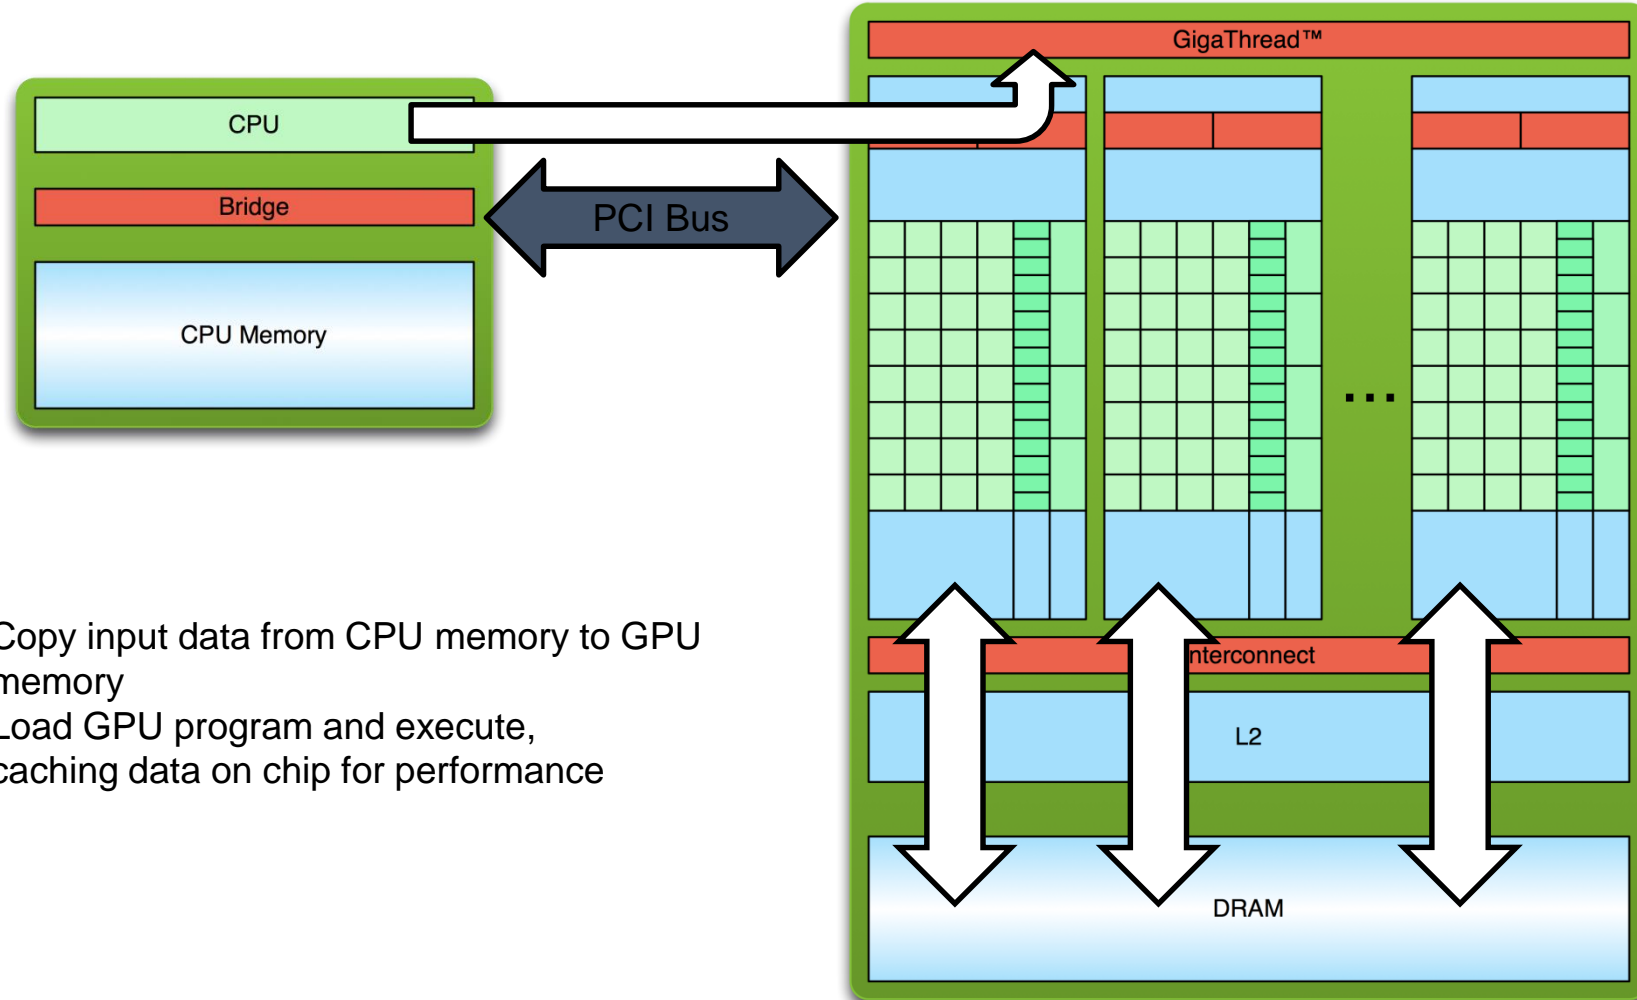 GigaThread™
CPU
Bridge
PCI Bus
CPU Memory
...
Copy input data from CPU memory to GPU
memory
Load GPU program and execute,
caching data on chip for performance
nterconnect
L2
DRAM